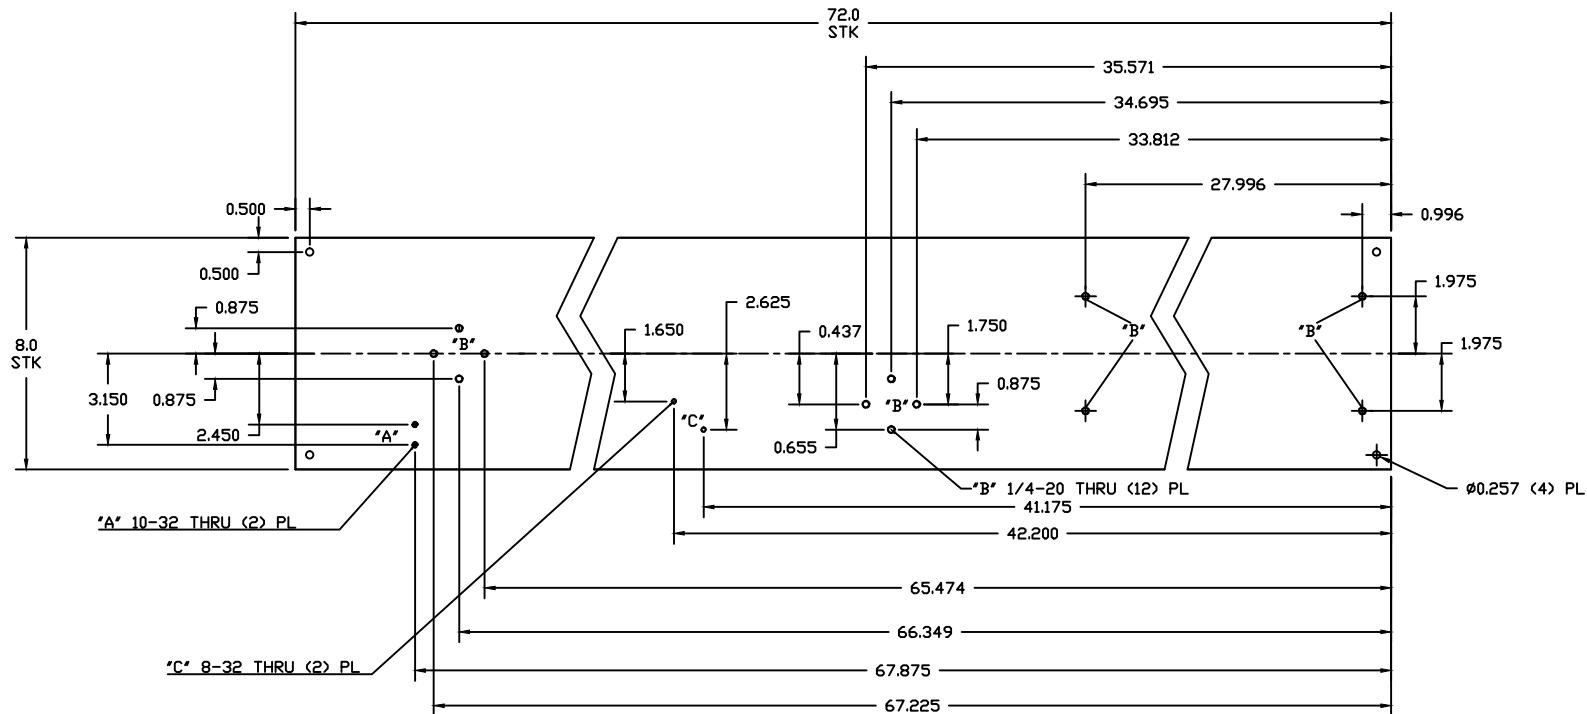 72.0
STK
35.571
34.695
33.812
27.996
0.500
0.996
0.500
1.975
0.875
2.625
1.650
0.437
1.750
"B"
"B"
"B"
8.0
STK
1.975
3.150
0.875
0.875
"B"
"C"
2.450
"A"
0.655
"B" 1/4-20 THRU (12) PL
ø0.257 (4) PL
41.175
"A" 10-32 THRU (2) PL
42.200
65.474
66.349
"C" 8-32 THRU (2) PL
67.875
67.225